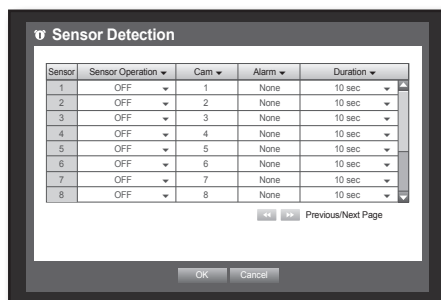 Sensor Detection
Sensor Sensor Operation Cam Alarm Duration
1 OFF 1 None 10 sec
2 OFF 2 None 10 sec
3 OFF 3 None 10 sec
4 OFF 4 None 10 sec
5 OFF 5 None 10 sec
6 OFF 6 None 10 sec
7 OFF 7 None 10 sec
8 OFF 8 None 10 sec
Previous/Next Page
OK Cancel